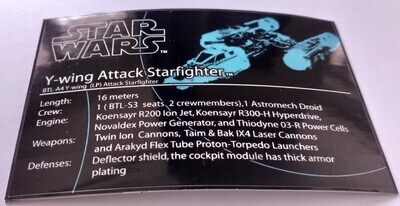 STAR
WARS™
Y-wing Attack Starfighter™
BTL-A4 Y-wing (LP) Attack Starfighter
Length: 16 meters
Crew: 1 ( BTL-S3 seats 2 crewmembers),1 Astromech Droid
Engine: Koensayr R200 Ion Jet, Koensayr R300-H Hyperdrive,
Novaldex Power Generator, and Thiodyne 03-R Power Cells
Weapons: Twin Ion Cannons, Taim & Bak IX4 Laser Cannons
and Arakyd Flex Tube Proton-Torpedo Launchers
Defenses: Deflector shield, the cockpit module has thick armor
plating